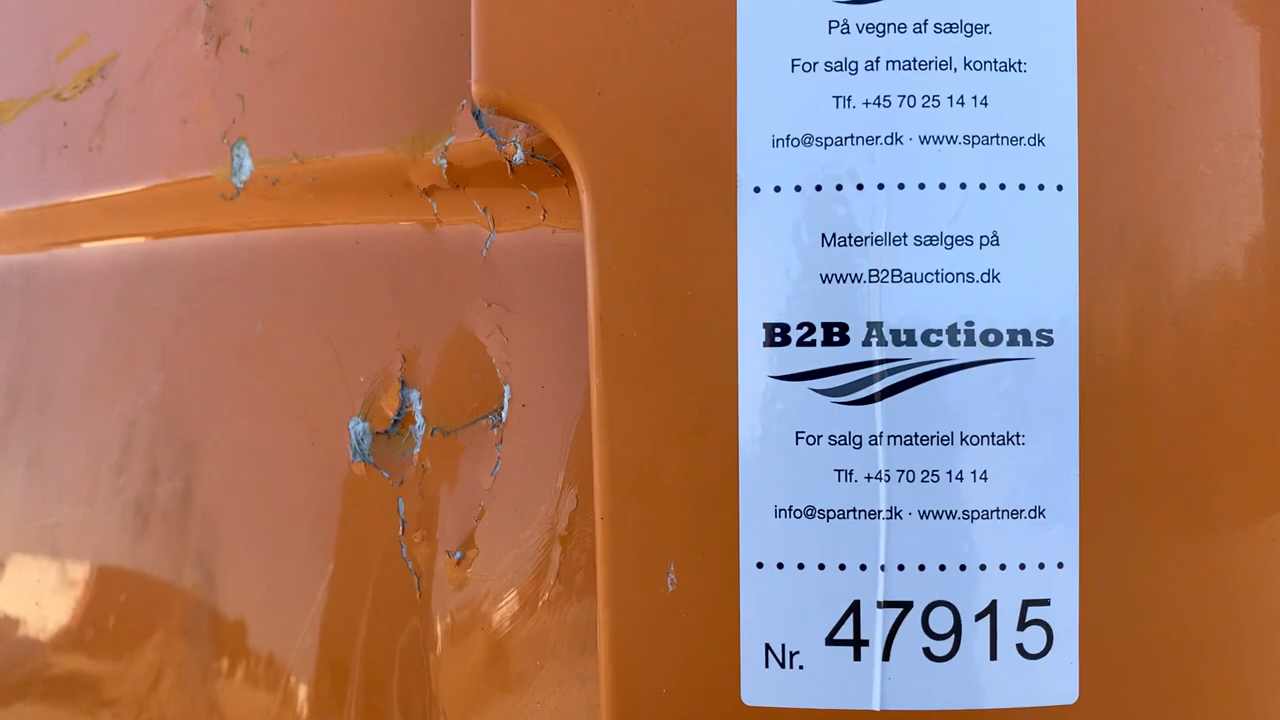 På vegne af sælger.
For salg af materiel, kontakt:
Tlf. +45 70 25 14 14
info@spartner.dk · www.spartner.dk
Materiellet sælges på
www.B2Bauctions.dk
B2B Auctions
For salg af materiel kontakt:
Tlf. +45 70 25 14 14
info@spartner.dk · www.spartner.dk
Nr. 47915